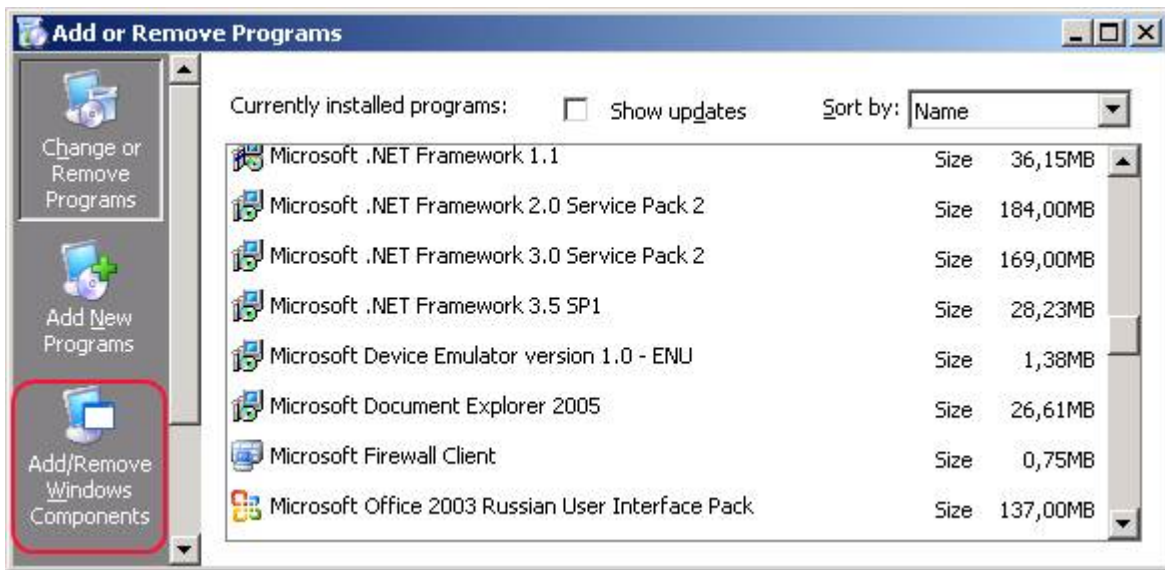 Add or Remove Programs
Change or
Remove
Programs
Add New
Programs
Add/Remove
Windows
Components
Currently installed programs: Show updates Sort by: Name
Microsoft .NET Framework 1.1 Size 36,15MB
Microsoft .NET Framework 2.0 Service Pack 2 Size 184,00MB
Microsoft .NET Framework 3.0 Service Pack 2 Size 169,00MB
Microsoft .NET Framework 3.5 SP1 Size 28,23MB
Microsoft Device Emulator version 1.0 - ENU Size 1,38MB
Microsoft Document Explorer 2005 Size 26,61MB
Microsoft Firewall Client Size 0,75MB
Microsoft Office 2003 Russian User Interface Pack Size 137,00MB